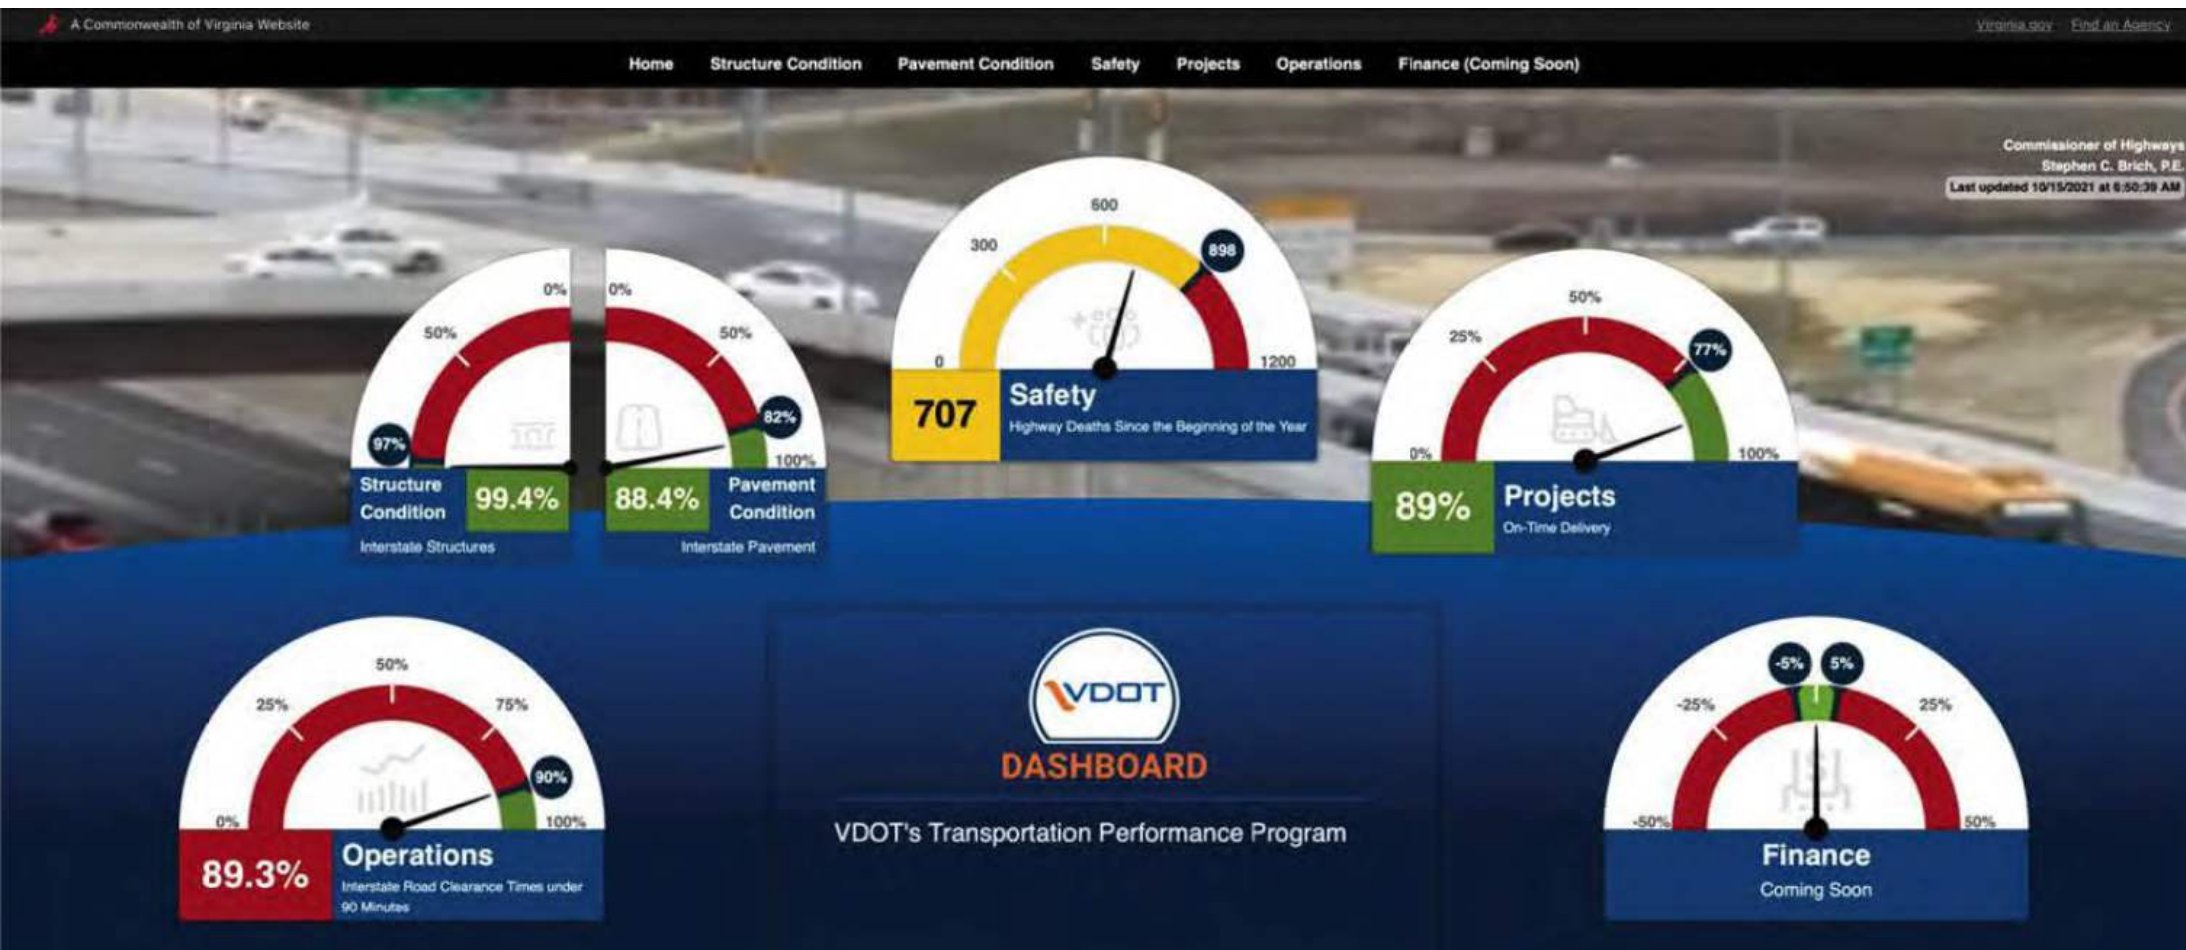 A Commonwealth of Virginia Website
Virginia.gov Find an Agency
Home Structure Condition Pavement Condition Safety Projects Operations Finance (Coming Soon)
Commissioner of Highways
Stephen C. Brich, P.E.
Last updated 10/15/2021 at 6:50:39 AM
0%
50%
97%
Structure
Condition
99.4%
Interstate Structures
0%
50%
82%
100%
88.4%
Pavement
Condition
Interstate Pavement
600
300
898
0
1200
707
Safety
Highway Deaths Since the Beginning of the Year
50%
25%
77%
0%
100%
89%
Projects
On-Time Delivery
50%
25%
75%
90%
0%
100%
89.3%
Operations
Interstate Road Clearance Times under
90 Minutes
VDOT
DASHBOARD
VDOT's Transportation Performance Program
-5% 5%
-25%
25%
-50%
50%
Finance
Coming Soon